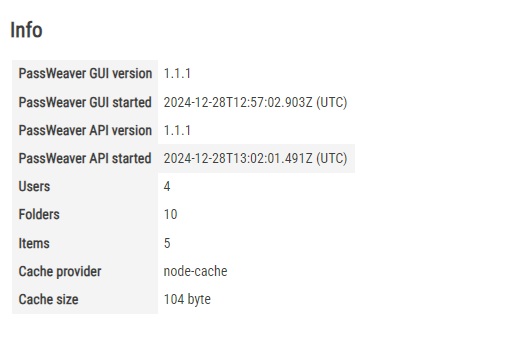 Info
PassWeaver GUI version 1.1.1
PassWeaver GUI started 2024-12-28T12:57:02.903Z (UTC)
PassWeaver API version 1.1.1
PassWeaver API started 2024-12-28T13:02:01.491Z (UTC)
Users 4
Folders 10
Items 5
Cache provider node-cache
Cache size 104 byte